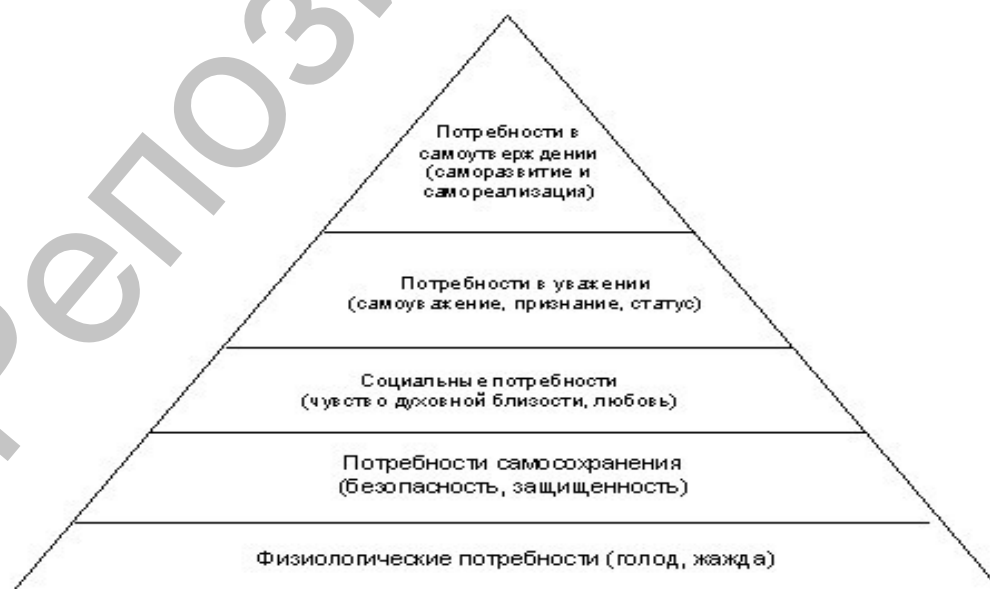 Репози
Потребности в
самоутверждении
(саморазвитие и
самореализация)
Потребности в уважении
(самоуважение, признание, статус)
Социальные потребности
(чувство духовной близости, любовь)
Потребности самосохранения
(безопасность, защищенность)
Физиологические потребности (голод, жажда)